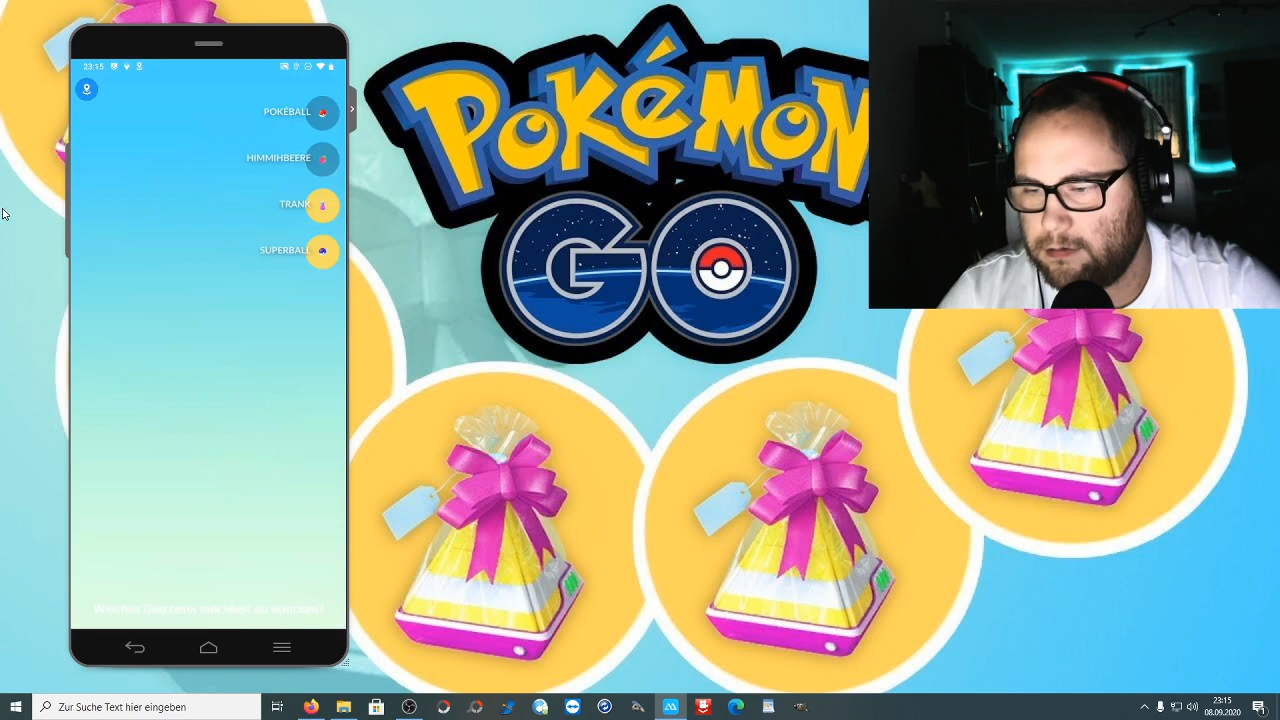 23:15
POKÉBALL
HIMMIHBEERE
TRANK
SUPERBALL
Welches Geschenk möchtest du schicken?
POKÉMON
GO
Zur Suche Text hier eingeben
23:15
08.09.2020